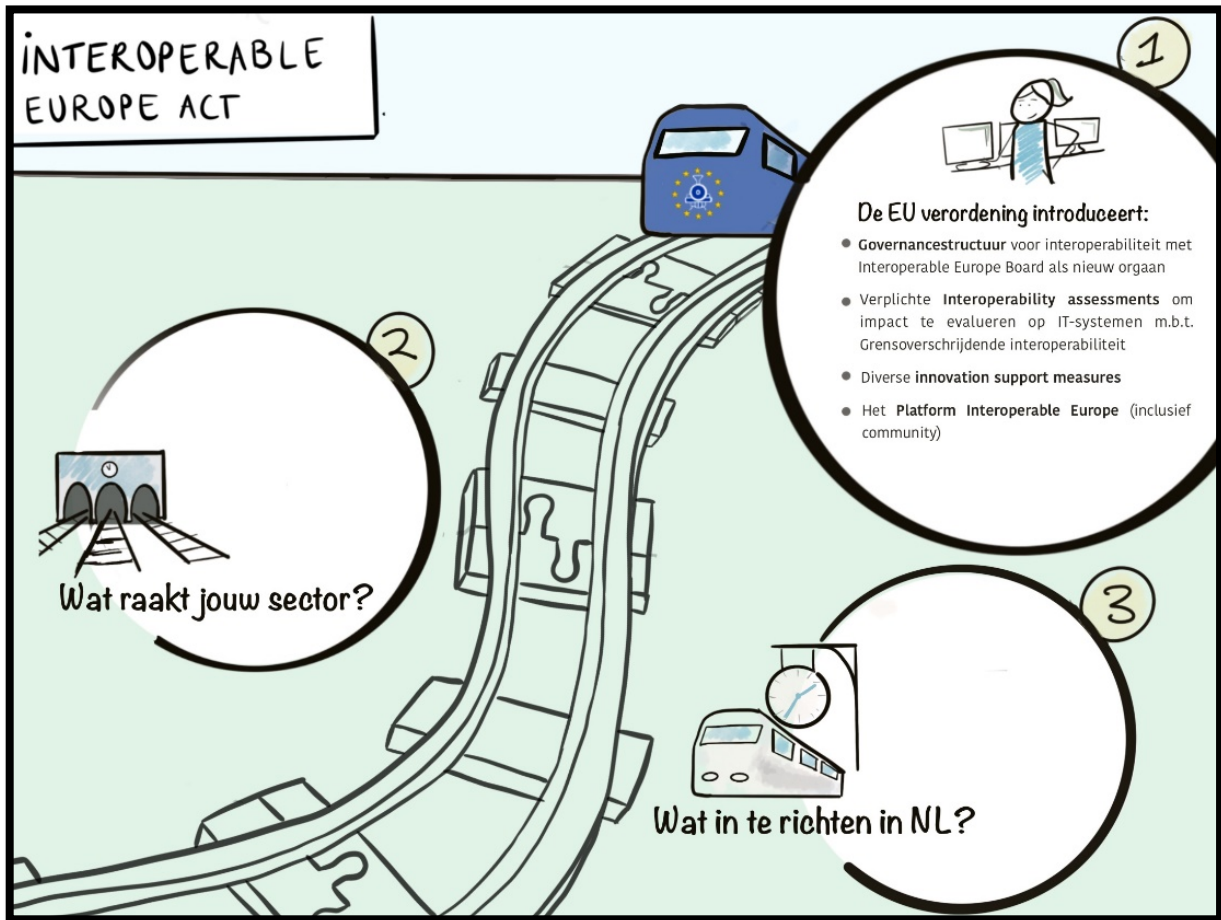 INTEROPERABLE
EUROPE ACT
1
De EU verordening introduceert:
Governancestructuur voor interoperabiliteit met
Interoperable Europe Board als nieuw orgaan
Verplichte Interoperability assessments om
impact te evalueren op IT-systemen m.b.t.
Grensoverschrijdende interoperabiliteit
Diverse innovation support measures
Het Platform Interoperable Europe (inclusief
community)
2
Wat raakt jouw sector?
3
Wat in te richten in NL?